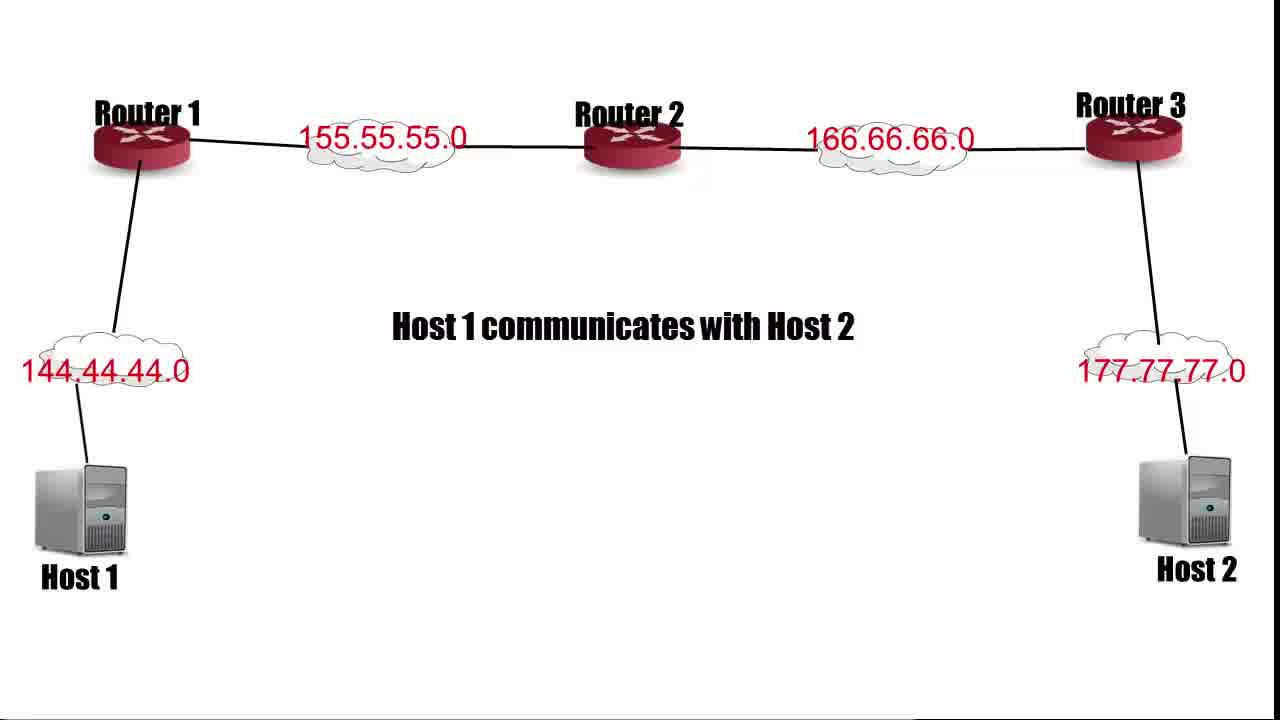 Router 1
Router 2
Router 3
155.55.55.0
166.66.66.0
Host 1 communicates with Host 2
144.44.44.0
177.77.77.0
Host 1
Host 2